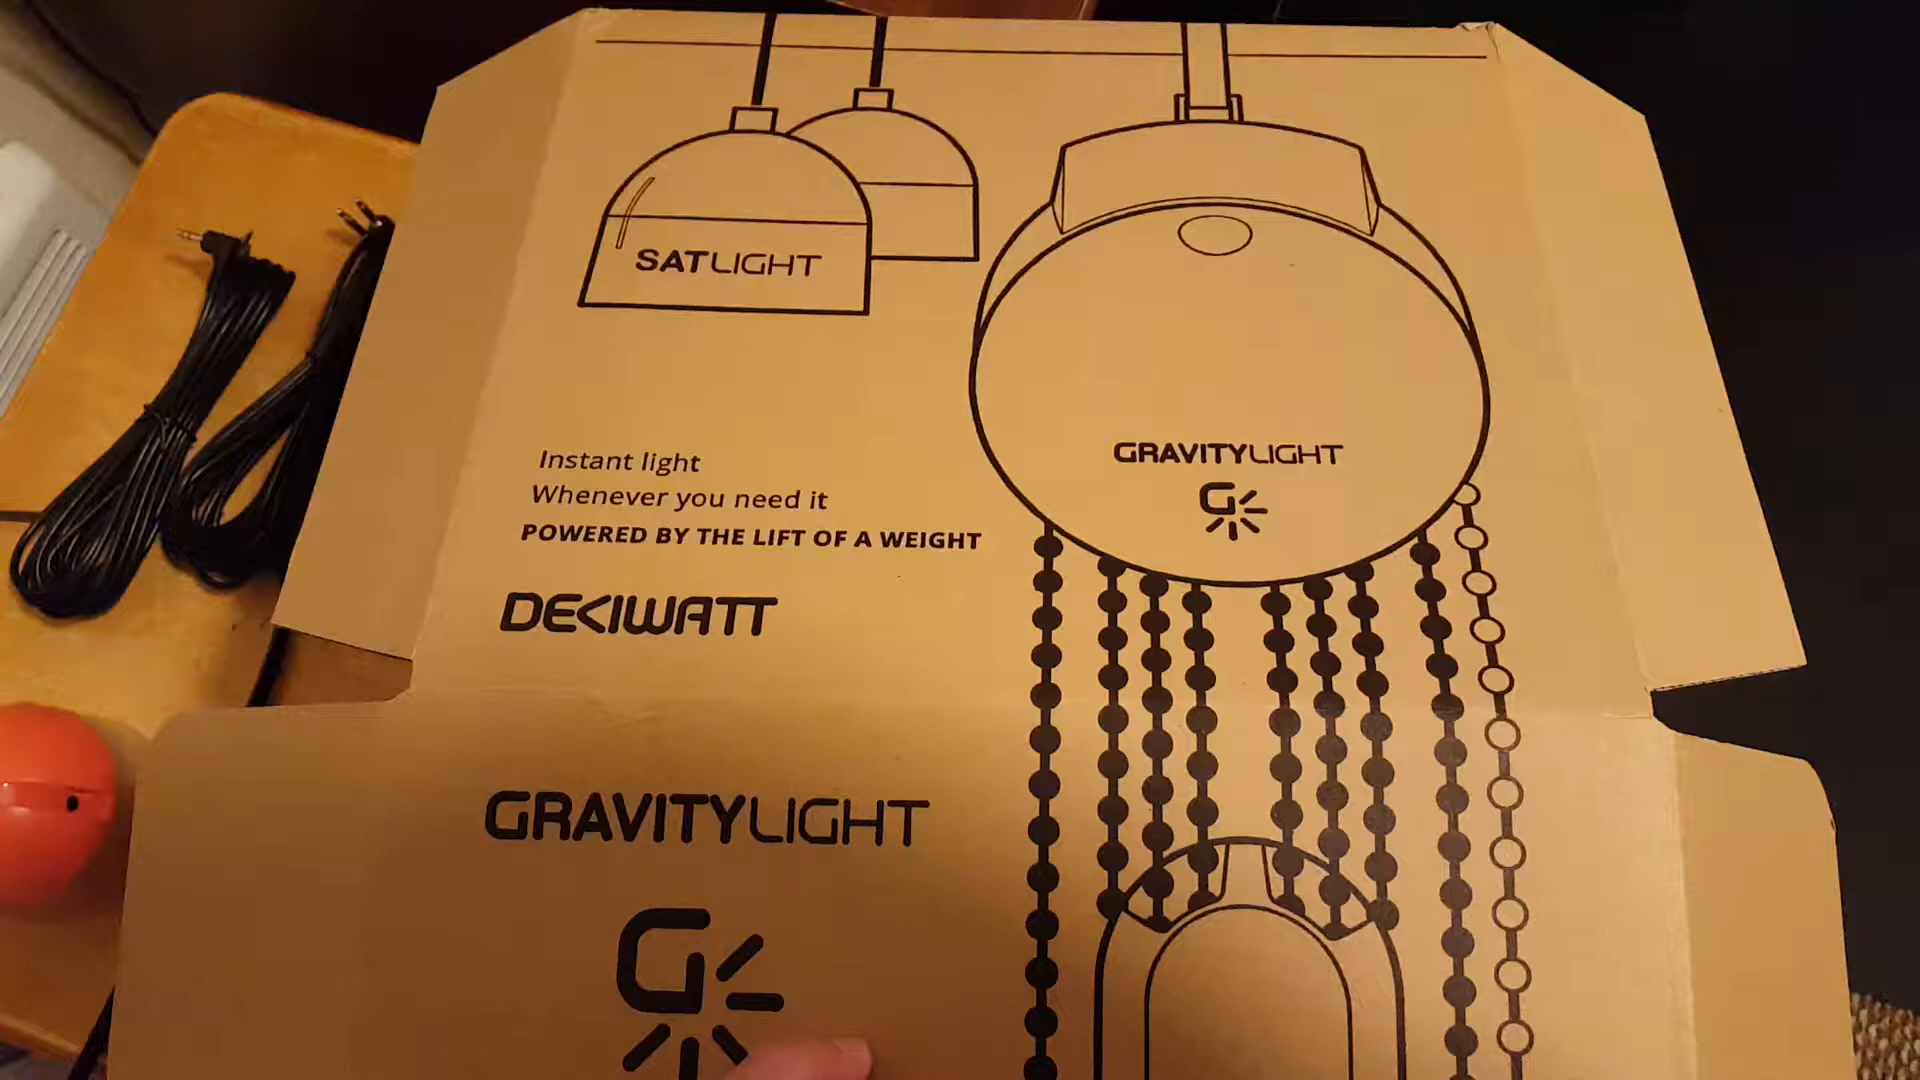 SATLIGHT
Instant light
Whenever you need it
POWERED BY THE LIFT OF A WEIGHT
DECIWATT
GRAVITYLIGHT
G
GRAVITYLIGHT
G